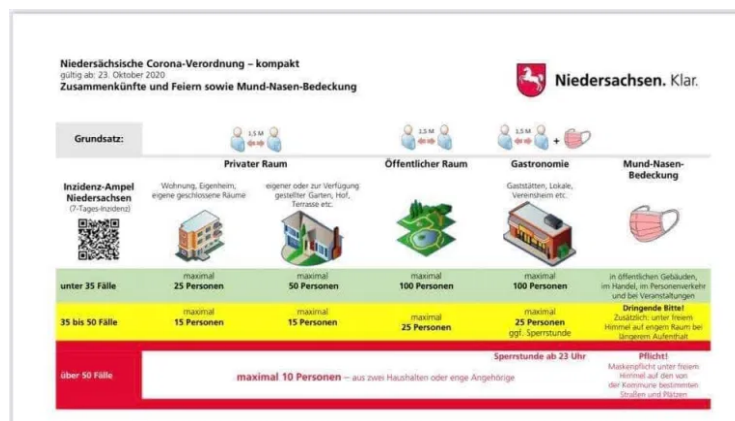 Niedersächsische Corona-Verordnung – kompakt
gültig ab: 23. Oktober 2020
Zusammenkünfte und Feiern sowie Mund-Nasen-Bedeckung
Niedersachsen. Klar.
Grundsatz:
1,5 M
1,5 M
1,5 M
+
Privater Raum
Öffentlicher Raum
Gastronomie
Mund-Nasen-
Bedeckung
Inzidenz-Ampel
Niedersachsen
(7-Tages-Inzidenz)
Wohnung, Eigenheim,
eigene geschlossene Räume
eigener oder zur Verfügung
gestellter Garten, Hof,
Terrasse etc.
Gaststätten, Lokale,
Vereinsheim etc.
unter 35 Fälle
maximal
25 Personen
maximal
50 Personen
maximal
100 Personen
maximal
100 Personen
in öffentlichen Gebäuden,
im Handel, im Personenverkehr
und bei Veranstaltungen
35 bis 50 Fälle
maximal
15 Personen
maximal
15 Personen
maximal
25 Personen
maximal
25 Personen
ggf. Sperrstunde
Dringende Bitte!
Zusätzlich: unter freiem
Himmel auf engem Raum bei
längerem Aufenthalt
über 50 Fälle
Sperrstunde ab 23 Uhr
maximal 10 Personen – aus zwei Haushalten oder enge Angehörige
Pflicht!
Maskenpflicht unter freiem
Himmel auf den von
der Kommune bestimmten
Straßen und Plätzen